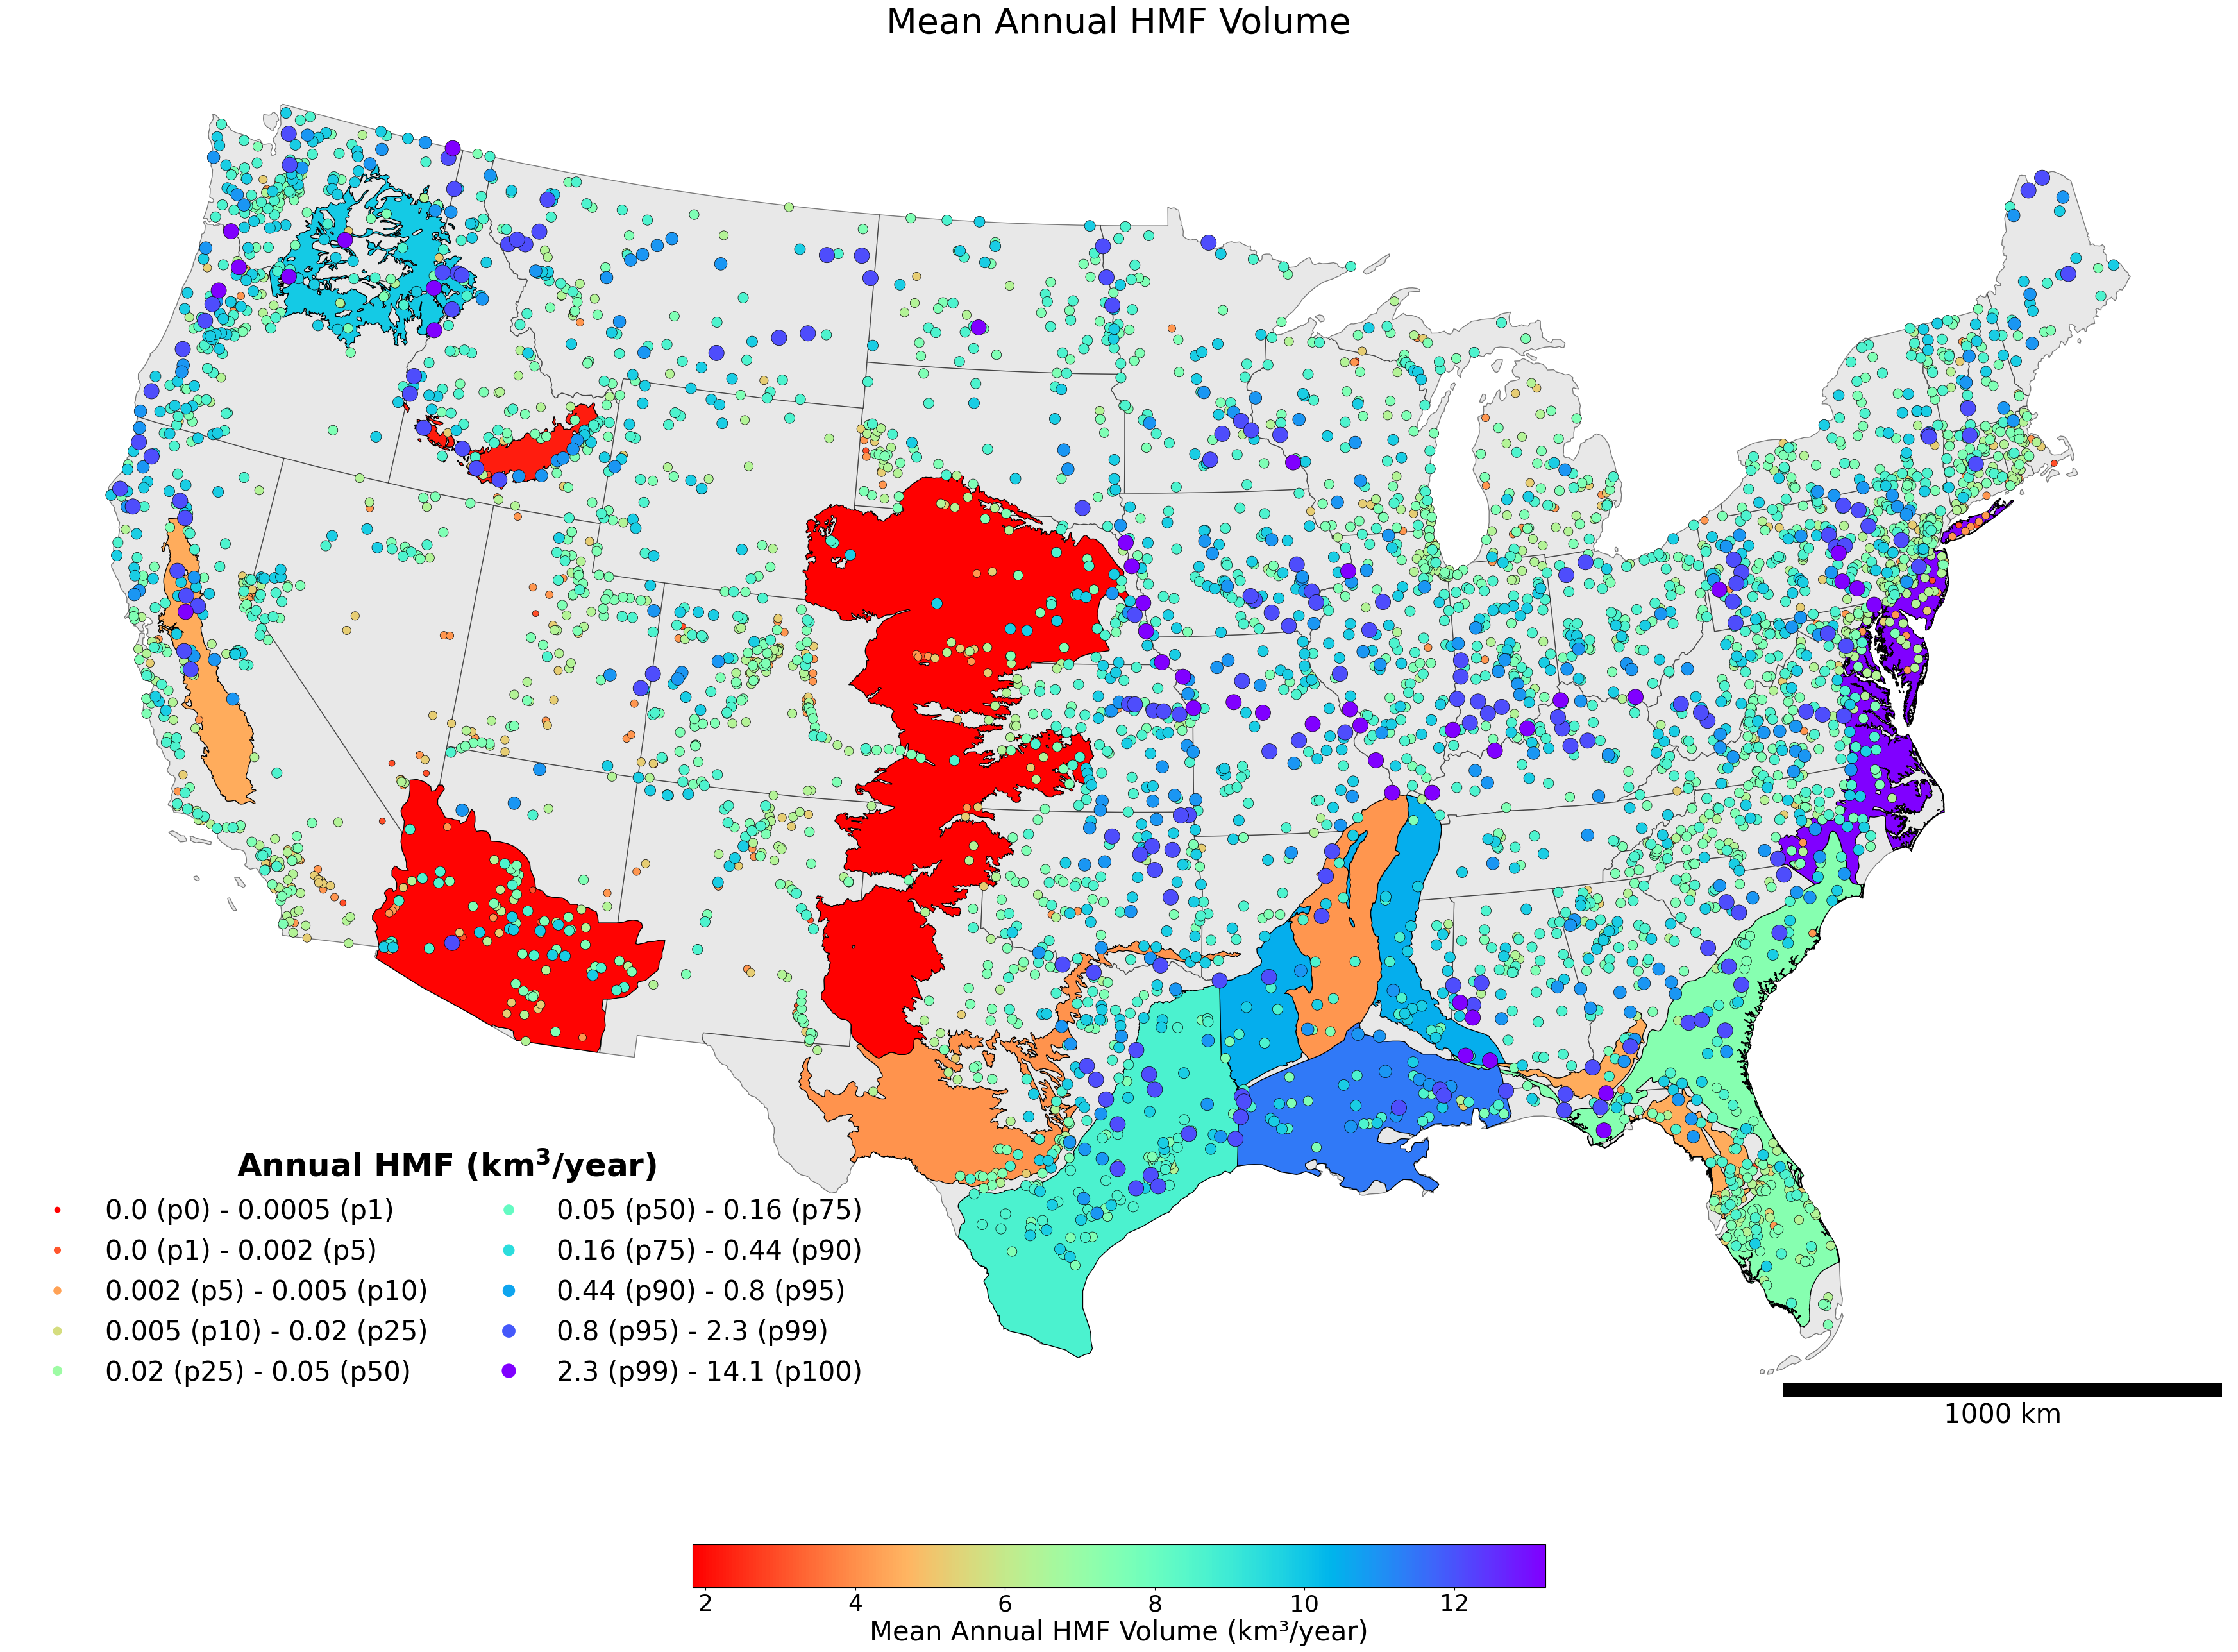 Mean Annual HMF Volume
Annual HMF (km³/year)
0.0 (p0) - 0.0005 (p1)
0.0 (p1) - 0.002 (p5)
0.002 (p5) - 0.005 (p10)
0.005 (p10) - 0.02 (p25)
0.02 (p25) - 0.05 (p50)
0.05 (p50) - 0.16 (p75)
0.16 (p75) - 0.44 (p90)
0.44 (p90) - 0.8 (p95)
0.8 (p95) - 2.3 (p99)
2.3 (p99) - 14.1 (p100)
1000 km
2 4 6 8 10 12
Mean Annual HMF Volume (km³/year)